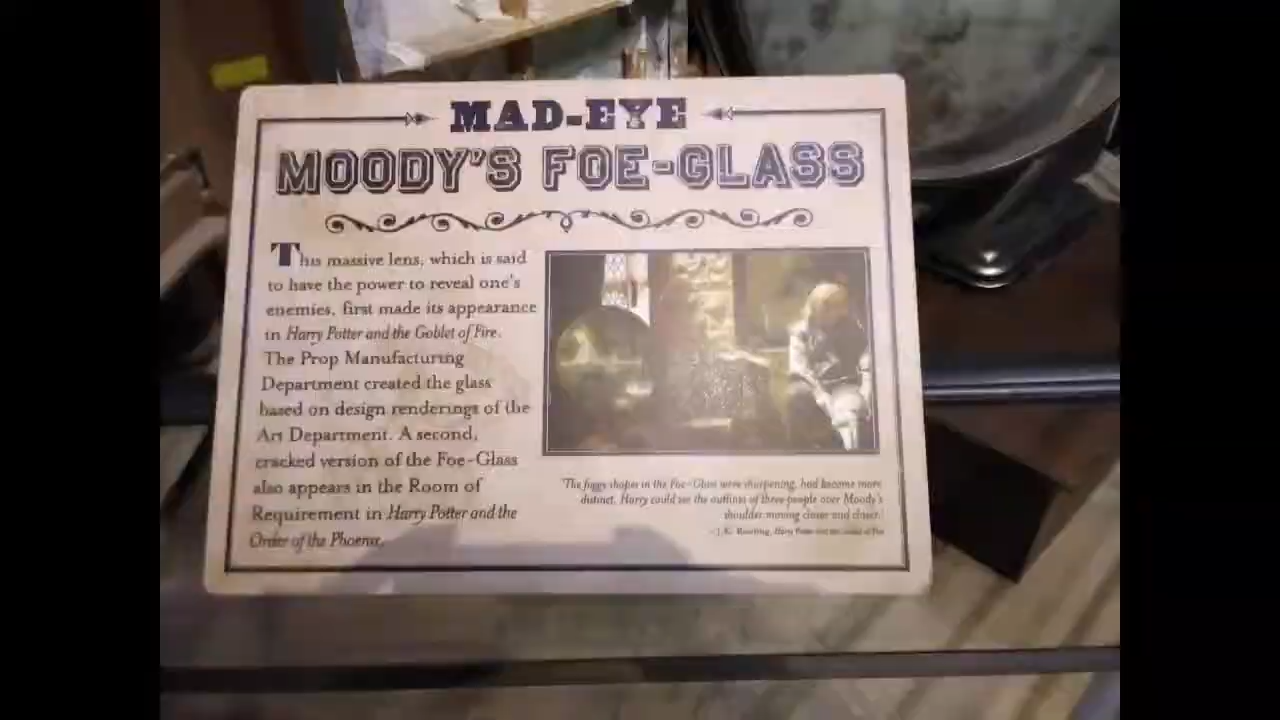 MAD-EYE
MOODY'S FOE-GLASS
This massive lens, which is said
to have the power to reveal one's
enemies, first made its appearance
in Harry Potter and the Goblet of Fire.
The Prop Manufacturing
Department created the glass
based on design renderings of the
Art Department. A second,
cracked version of the Foe-Glass
also appears in the Room of
Requirement in Harry Potter and the
Order of the Phoenix.
"The foggy shapes in the Foe-Glass were sharpening, had become more
distinct. Harry could see the outlines of three people over Moody's
shoulder, moving closer and closer."
- J.K. Rowling, Harry Potter and the Goblet of Fire